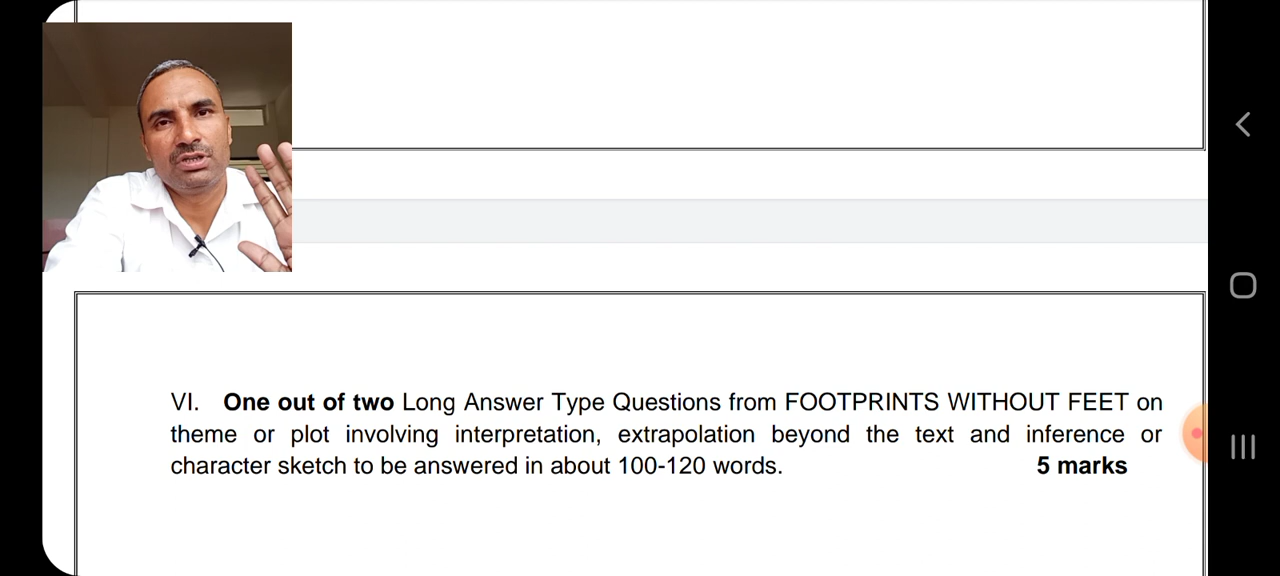 VI. One out of two Long Answer Type Questions from FOOTPRINTS WITHOUT FEET on
theme or plot involving interpretation, extrapolation beyond the text and inference or
character sketch to be answered in about 100-120 words. 5 marks